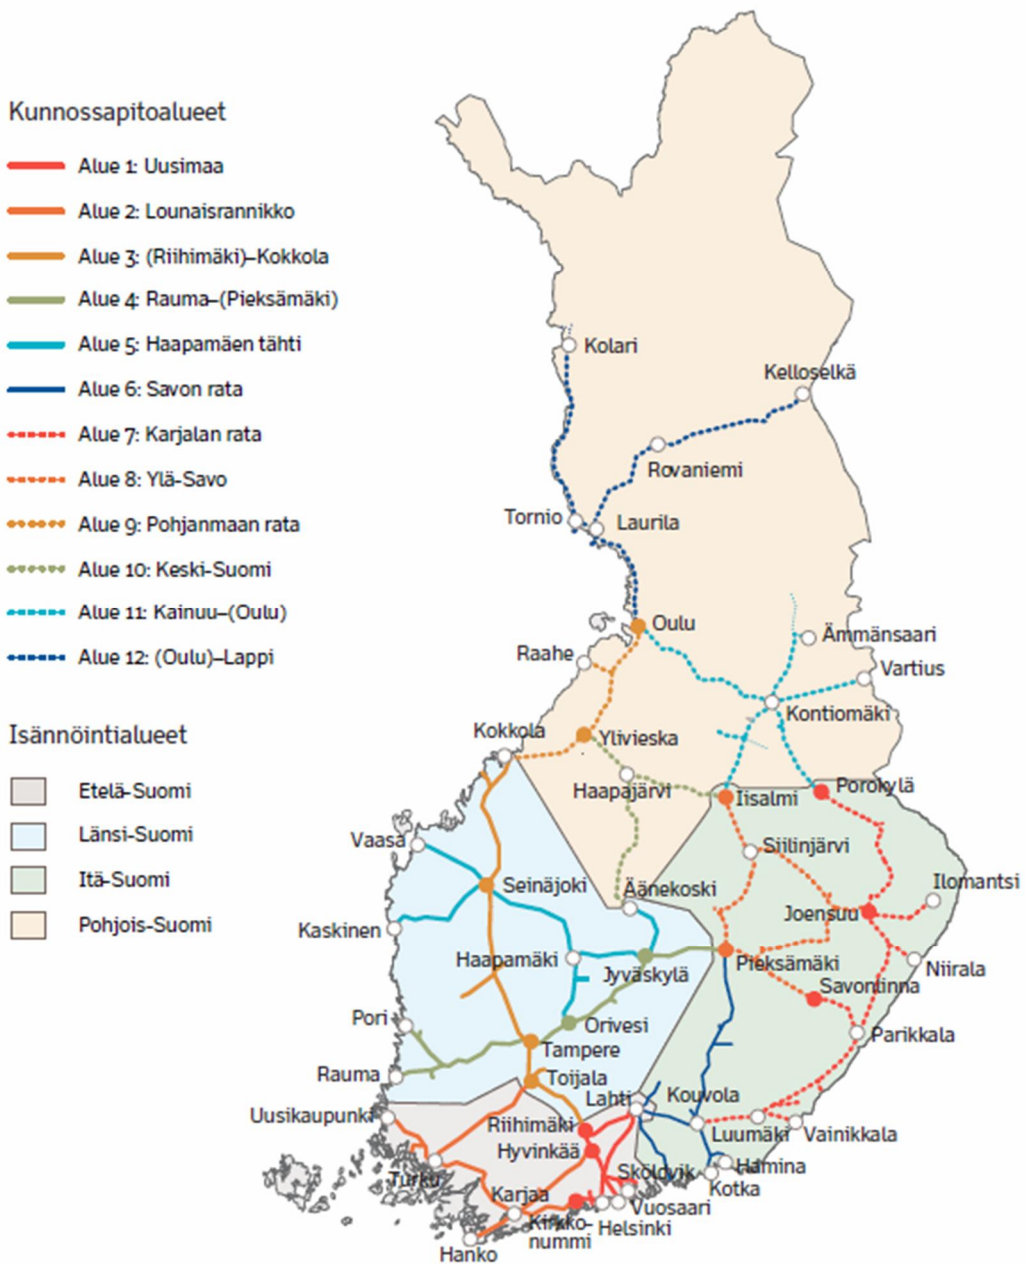 Kunnossapitoalueet
Alue 1: Uusimaa
Alue 2: Lounaisrannikko
Alue 3: (Riihimäki)–Kokkola
Alue 4: Rauma–(Pieksämäki)
Alue 5: Haapamäen tähti
Alue 6: Savon rata
Alue 7: Karjalan rata
Alue 8: Ylä-Savo
Alue 9: Pohjanmaan rata
Alue 10: Keski-Suomi
Alue 11: Kainuu–(Oulu)
Alue 12: (Oulu)–Lappi
Isännöintialueet
Etelä-Suomi
Länsi-Suomi
Itä-Suomi
Pohjois-Suomi
Kolari
Kelloselkä
Rovaniemi
Tornio
Laurila
Oulu
Ämmänsaari
Raahe
Vartius
Kontiomäki
Kokkola
Ylivieska
Haapajärvi
Iisalmi
Porokylä
Vaasa
Siilinjärvi
Seinäjoki
Äänekoski
Ilomantsi
Joensuu
Kaskinen
Haapamäki
Jyväskylä
Pieksämäki
Niirala
Savonlinna
Pori
Orivesi
Parikkala
Tampere
Rauma
Toijala
Lahti
Kouvola
Uusikaupunki
Riihimäki
Luumäki
Vainikkala
Hyvinkää
Sköldvik
Hamina
Turku
Kotka
Karjaa
Vuosaari
Kirkko-
nummi
Helsinki
Hanko